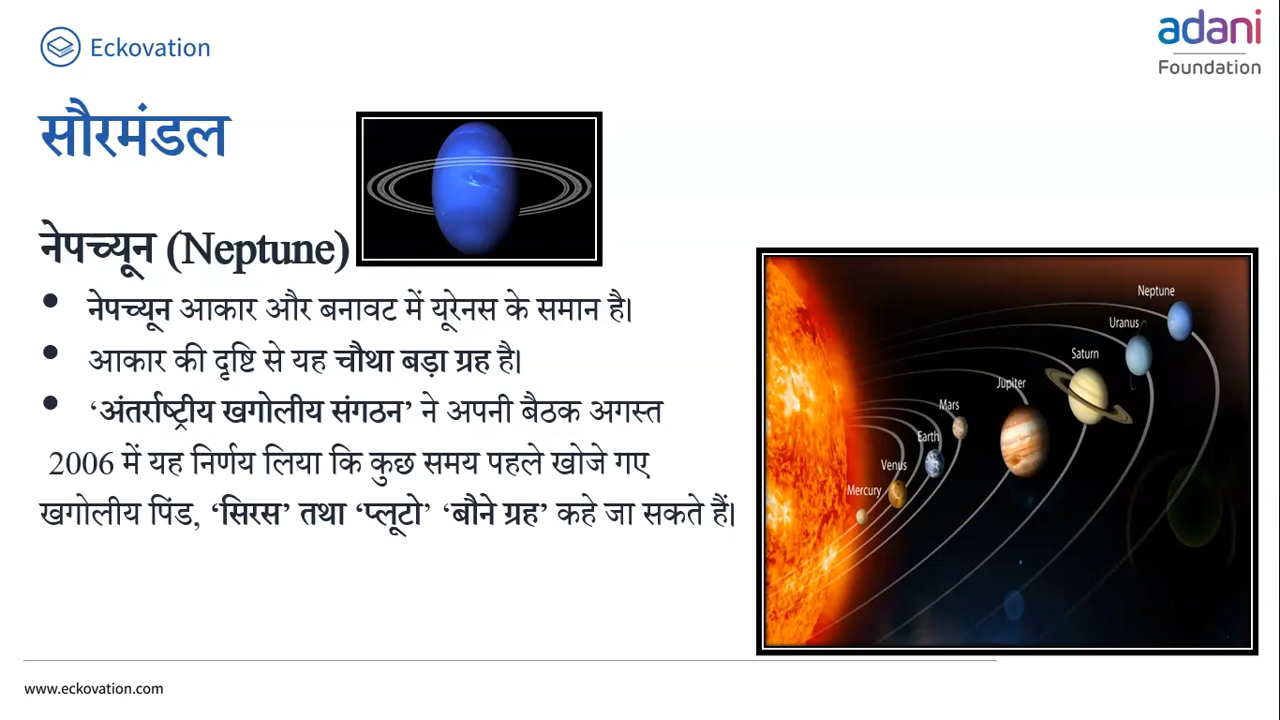 Eckovation
adani
Foundation
सौरमंडल
नेपच्यून (Neptune)
• नेपच्यून आकार और बनावट में यूरेनस के समान है।
• आकार की दृष्टि से यह चौथा बड़ा ग्रह है।
• ‘अंतर्राष्ट्रीय खगोलीय संगठन’ ने अपनी बैठक अगस्त
2006 में यह निर्णय लिया कि कुछ समय पहले खोजे गए
खगोलीय पिंड, ‘सिरस’ तथा ‘प्लूटो’ ‘बौने ग्रह’ कहे जा सकते हैं।
Neptune
Uranus
Saturn
Jupiter
Mars
Earth
Venus
Mercury
www.eckovation.com